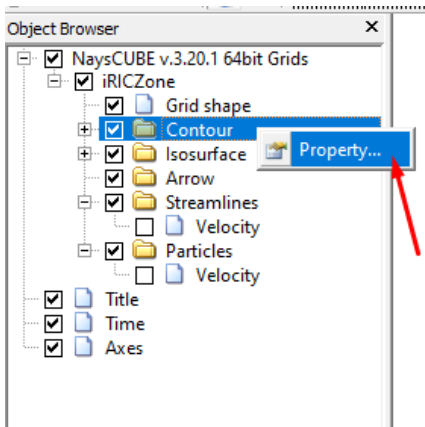 Object Browser
NaysCUBE v.3.20.1 64bit Grids
iRICZone
Grid shape
Contour
Property...
Isosurface
Arrow
Streamlines
Velocity
Particles
Velocity
Title
Time
Axes